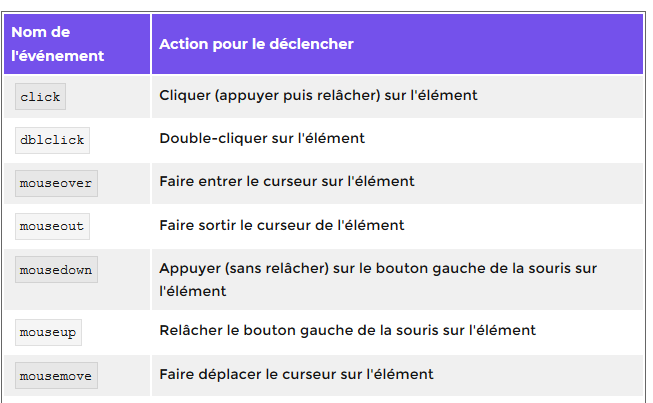 Nom de
l'événement
Action pour le déclencher
click
Cliquer (appuyer puis relâcher) sur l'élément
dblclick
Double-cliquer sur l'élément
mouseover
Faire entrer le curseur sur l'élément
mouseout
Faire sortir le curseur de l'élément
mousedown
Appuyer (sans relâcher) sur le bouton gauche de la souris sur
l'élément
mouseup
Relâcher le bouton gauche de la souris sur l'élément
mousemove
Faire déplacer le curseur sur l'élément